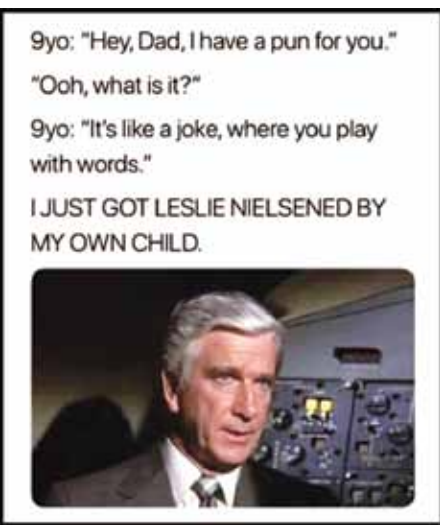 9yo: “Hey, Dad, I have a pun for you.”
“Ooh, what is it?”
9yo: “It's like a joke, where you play
with words.”
I JUST GOT LESLIE NIELSENED BY
MY OWN CHILD.